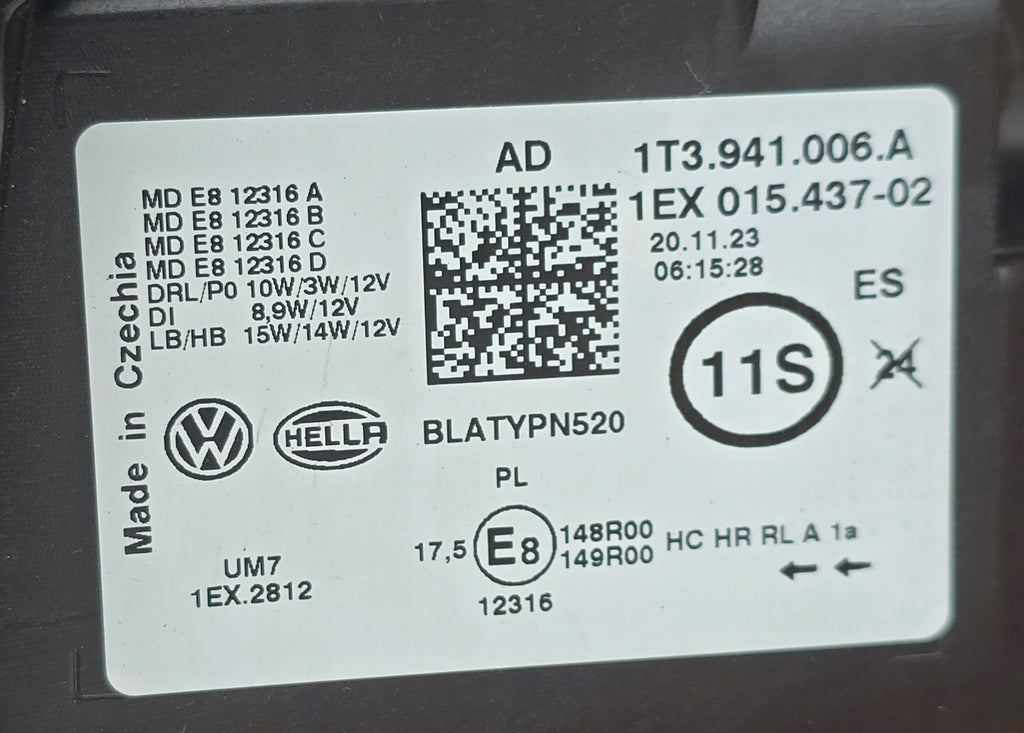 AD
1T3.941.006.A
1EX 015.437-02
20.11.23
06:15:28
MD E8 12316 A
MD E8 12316 B
MD E8 12316 C
MD E8 12316 D
DRL/P0 10W/3W/12V
DI 8,9W/12V
LB/HB 15W/14W/12V
Made in Czechia
ES
11S
24
VW
HELLA
BLATYPN520
PL
17,5 E8 148R00 HC HR RL A 1a
149R00
12316
UM7
1EX.2812